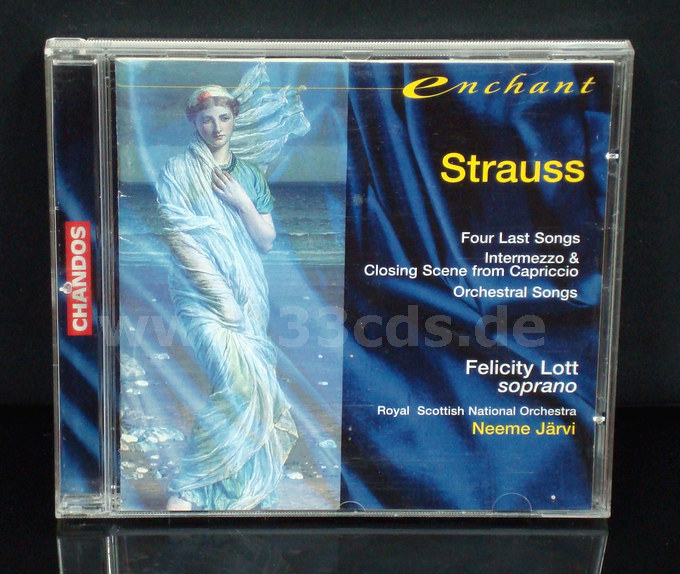 enchant
Strauss
Four Last Songs
Intermezzo &
Closing Scene from Capriccio
Orchestral Songs
CHANDOS
www.133cds.de
Felicity Lott
soprano
Royal Scottish National Orchestra
Neeme Järvi